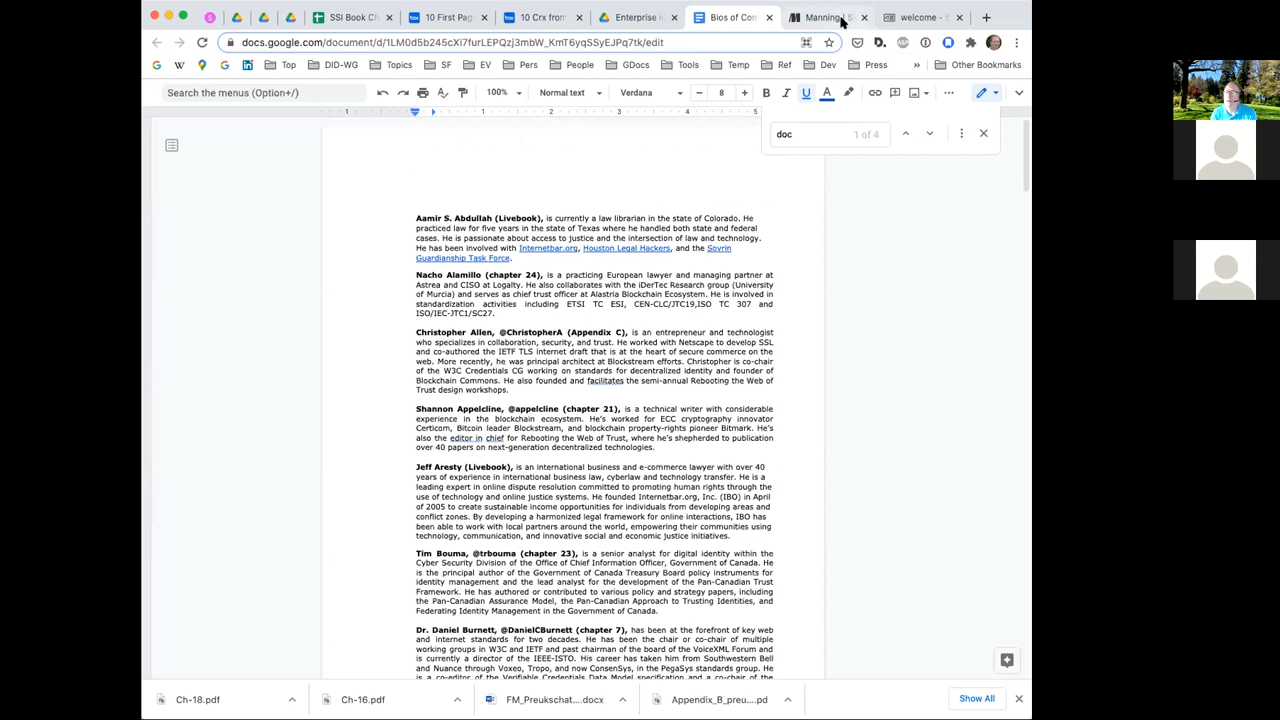 SSI Book Ch
10 First Pag
10 Crx from
Enterprise i
Bios of Con
Manning | S
welcome - S
docs.google.com/document/d/1LM0d5b245cXi7furLEPQzj3mbW_KmT6yqSSyEJPq7tk/edit
Top
DID-WG
Topics
SF
EV
Pers
People
GDocs
Tools
Temp
Ref
Dev
Press
»
Other Bookmarks
Search the menus (Option+/)
100%
Normal text
Verdana
8
1 1 2 3 4 5
doc
1 of 4
Aamir S. Abdullah (Livebook), is currently a law librarian in the state of Colorado. He
practiced law for five years in the state of Texas where he handled both state and federal
cases. He is passionate about access to justice and the intersection of law and technology.
He has been involved with Internetbar.org, Houston Legal Hackers, and the Sovrin
Guardianship Task Force.
Nacho Alamillo (chapter 24), is a practicing European lawyer and managing partner at
Astrea and CISO at Logalty. He also collaborates with the iDerTec Research group (University
of Murcia) and serves as chief trust officer at Alastria Blockchain Ecosystem. He is involved in
standardization activities including ETSI TC ESI, CEN-CLC/JTC19,ISO TC 307 and
ISO/IEC-JTC1/SC27.
Christopher Allen, @ChristopherA (Appendix C), is an entrepreneur and technologist
who specializes in collaboration, security, and trust. He worked with Netscape to develop SSL
and co-authored the IETF TLS internet draft that is at the heart of secure commerce on the
web. More recently, he was principal architect at Blockstream efforts. Christopher is co-chair
of the W3C Credentials CG working on standards for decentralized identity and founder of
Blockchain Commons. He also founded and facilitates the semi-annual Rebooting the Web of
Trust design workshops.
Shannon Appelcline, @appelcline (chapter 21), is a technical writer with considerable
experience in the blockchain ecosystem. He's worked for ECC cryptography innovator
Certicom, Bitcoin leader Blockstream, and blockchain property-rights pioneer Bitmark. He's
also the editor in chief for Rebooting the Web of Trust, where he's shepherded to publication
over 40 papers on next-generation decentralized technologies.
Jeff Aresty (Livebook), is an international business and e-commerce lawyer with over 40
years of experience in international business law, cyberlaw and technology transfer. He is a
leading expert in online dispute resolution committed to promoting human rights through the
use of technology and online justice systems. He founded Internetbar.org, Inc. (IBO) in April
of 2005 to create sustainable income opportunities for individuals from developing areas and
conflict zones. By developing a harmonized legal framework for online interactions, IBO has
been able to work with local partners around the world, empowering their communities using
technology, communication, and innovative social and economic justice initiatives.
Tim Bouma, @trbouma (chapter 23), is a senior analyst for digital identity within the
Cyber Security Division of the Office of Chief Information Officer, Government of Canada. He
is the principal author of the Government of Canada Treasury Board policy instruments for
identity management and the lead analyst for the development of the Pan-Canadian Trust
Framework. He has authored or contributed to various policy and strategy papers, including
the Pan-Canadian Assurance Model, the Pan-Canadian Approach to Trusting Identities, and
Federating Identity Management in the Government of Canada.
Dr. Daniel Burnett, @DanielCBurnett (chapter 7), has been at the forefront of key web
and internet standards for two decades. He has been the chair or co-chair of multiple
working groups in W3C and IETF and past chairman of the board of the VoiceXML Forum and
is currently a director of the IEEE-ISTO. His career has taken him from Southwestern Bell
and Nuance through Voxeo, Tropo, and now ConsenSys, in the PegaSys standards group. He
is a co-editor of the Verifiable Credentials Data Model specification and a co-chair of the
Ch-18.pdf
Ch-16.pdf
FM_Preukschat....docx
Appendix_B_preu....pd
Show All